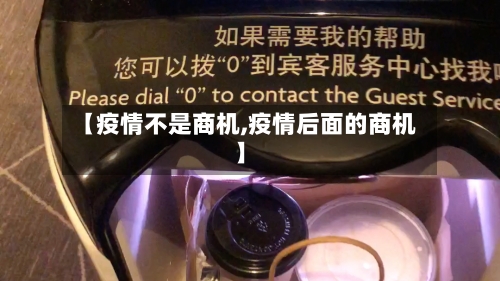 如果需要我的帮助
您可以拨“0”到宾客服务中心找我
Please dial “0” to contact the Guest Service
【疫情不是商机,疫情后面的商机
】